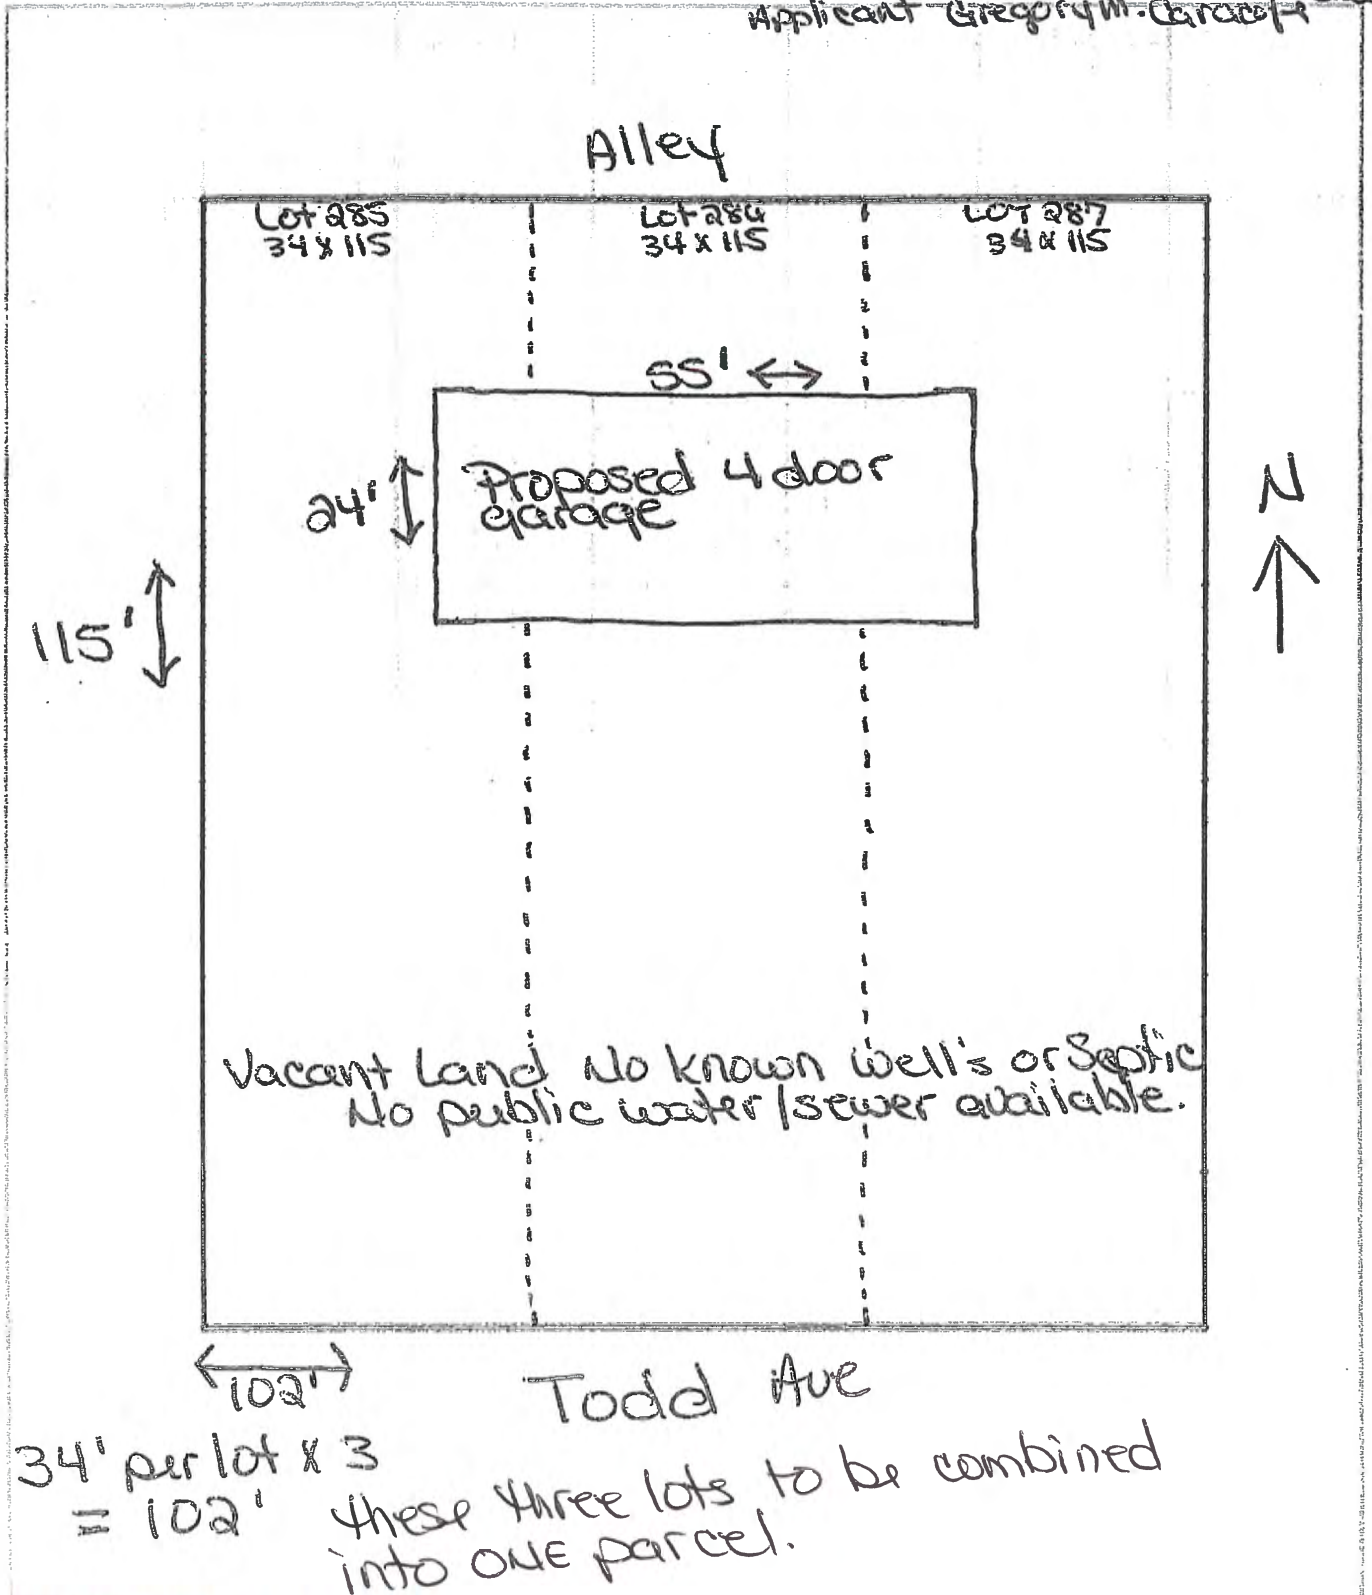 Applicant Gregory M.
Alley
Lot 285
34 x 115
Lot 286
34 x 115
LOT 287
34 x 115
55'
24'
Proposed 4 door
garage
N
115'
Vacant Land No known well's or Septic
No public water/sewer available.
102'
Todd Ave
34' per lot x 3
= 102'
these three lots to be combined
into ONE parcel.